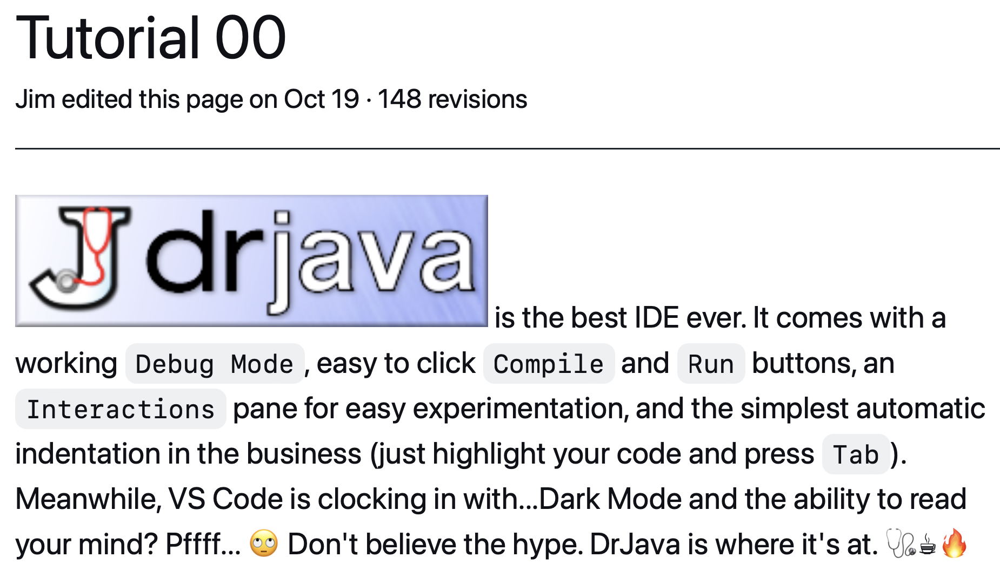 Tutorial 00
Jim edited this page on Oct 19 · 148 revisions
J drjava is the best IDE ever. It comes with a
working Debug Mode, easy to click Compile and Run buttons, an
Interactions pane for easy experimentation, and the simplest automatic
indentation in the business (just highlight your code and press Tab).
Meanwhile, VS Code is clocking in with...Dark Mode and the ability to read
your mind? Pffff... 🙄 Don't believe the hype. DrJava is where it's at. 🩺☕🔥